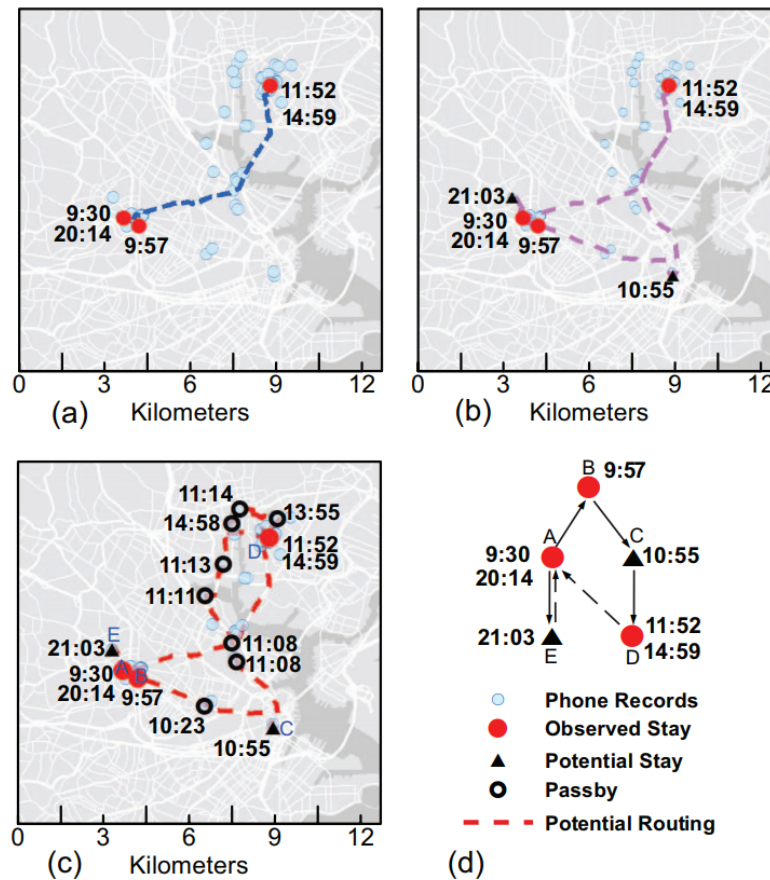 11:52
14:59
9:30
20:14
9:57
0 3 6 9 12
(a) Kilometers
11:52
14:59
21:03
9:30
20:14
9:57
10:55
0 3 6 9 12
(b) Kilometers
11:14
14:58
13:55
D
11:52
14:59
11:13
11:11
11:08
11:08
E
21:03
A
B
9:30
20:14
9:57
10:23
C
10:55
0 3 6 9 12
(c) Kilometers
B 9:57
A
9:30
20:14
C
10:55
21:03
E
11:52
14:59
D
Phone Records
Observed Stay
Potential Stay
Passby
Potential Routing
(d)